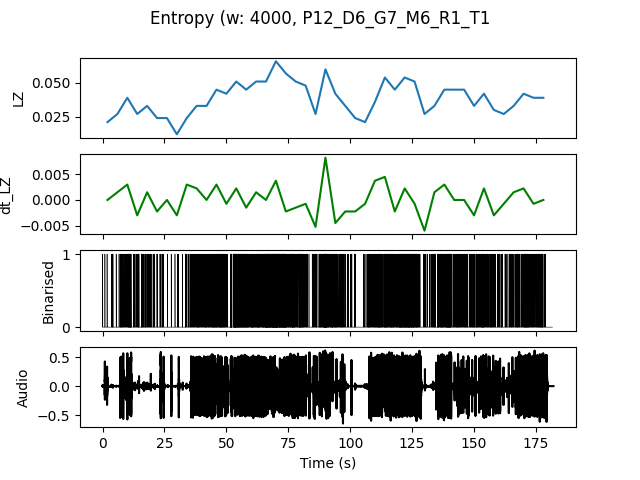 Entropy (w: 4000, P12_D6_G7_M6_R1_T1
0.050
0.025
LZ
0.005
0.000
−0.005
dt_LZ
1
0
Binarised
0.5
0.0
−0.5
Audio
0 25 50 75 100 125 150 175
Time (s)